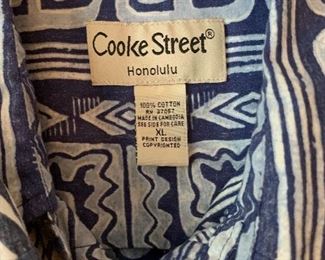 Cooke Street®
Honolulu
100% COTTON
RN 37057
MADE IN CAMBODIA
SEE SIDE FOR CARE
XL
PRINT DESIGN
COPYRIGHTED